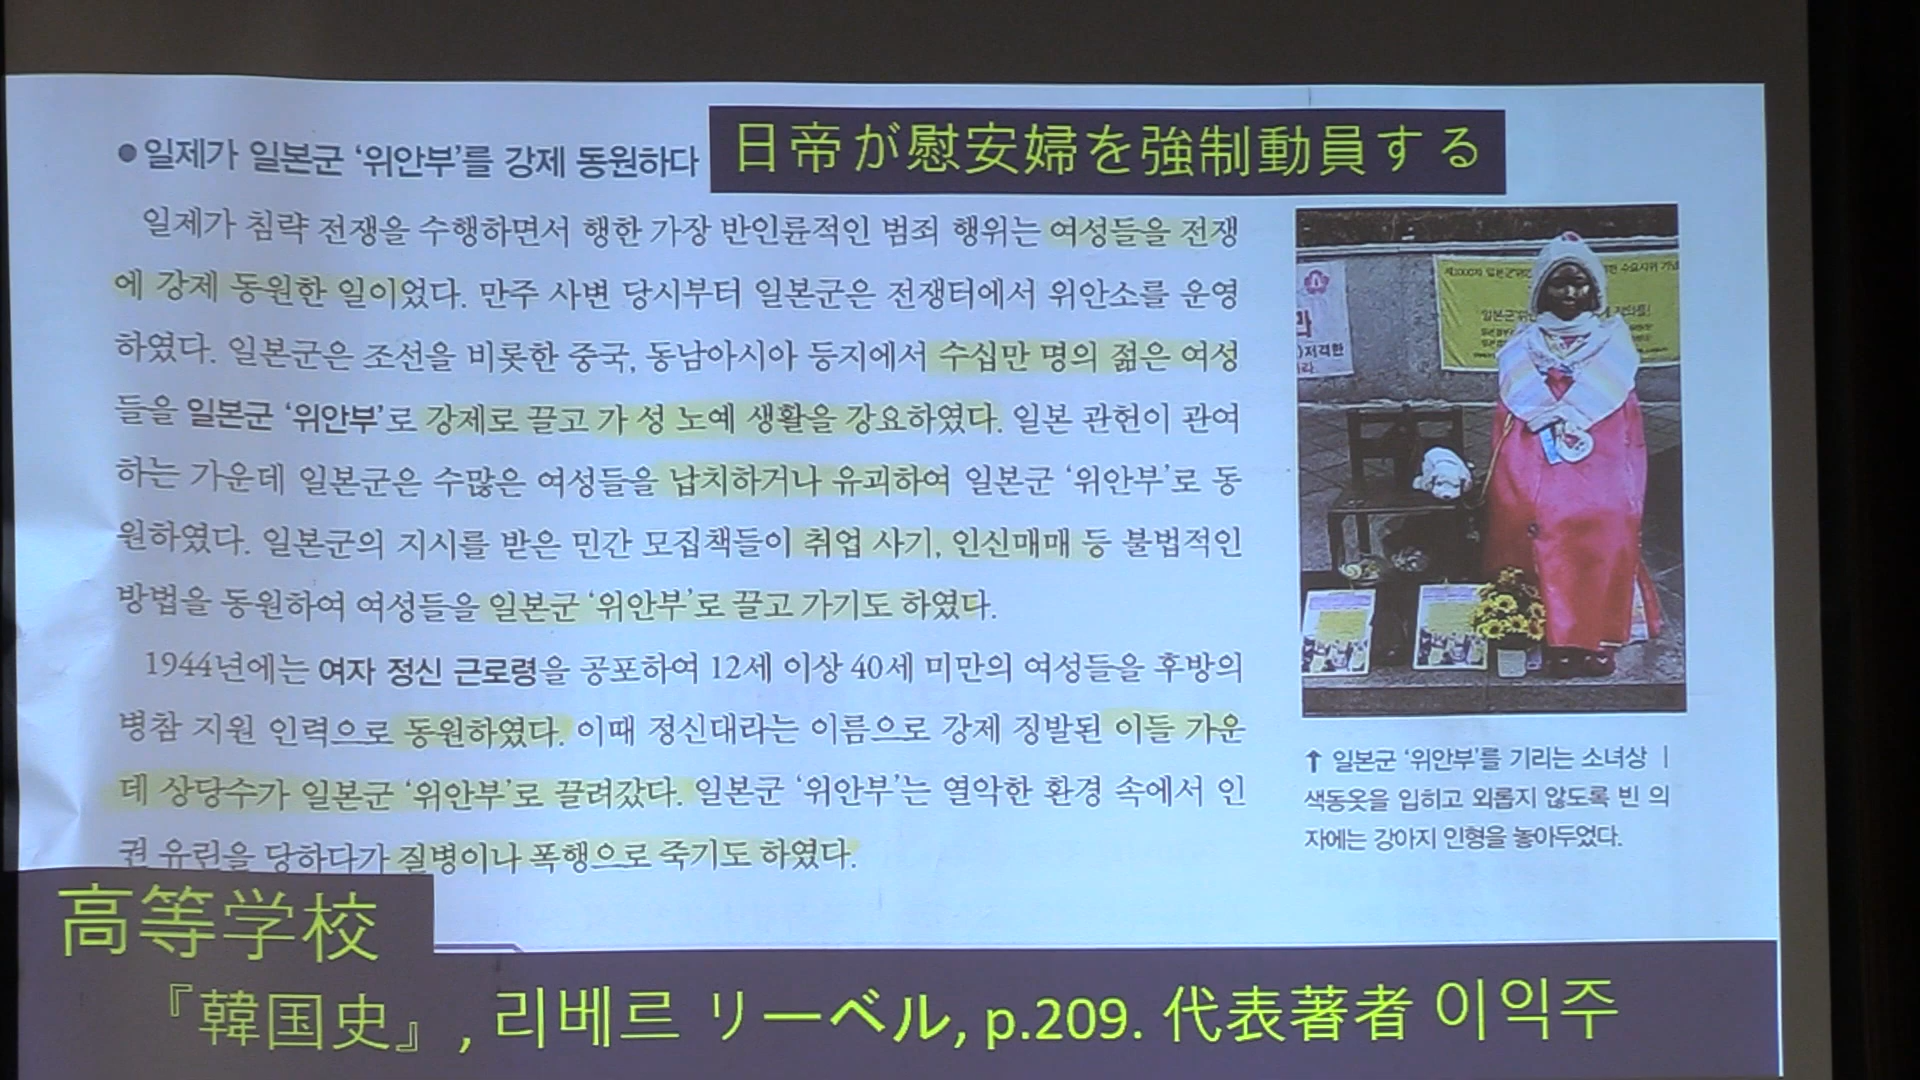 ● 일제가 일본군 ‘위안부’를 강제 동원하다
日帝が慰安婦を強制動員する
일제가 침략 전쟁을 수행하면서 행한 가장 반인륜적인 범죄 행위는 여성들을 전쟁
에 강제 동원한 일이었다. 만주 사변 당시부터 일본군은 전쟁터에서 위안소를 운영
하였다. 일본군은 조선을 비롯한 중국, 동남아시아 등지에서 수십만 명의 젊은 여성
들을 일본군 ‘위안부’로 강제로 끌고 가 성 노예 생활을 강요하였다. 일본 관헌이 관여
하는 가운데 일본군은 수많은 여성들을 납치하거나 유괴하여 일본군 ‘위안부’로 동
원하였다. 일본군의 지시를 받은 민간 모집책들이 취업 사기, 인신매매 등 불법적인
방법을 동원하여 여성들을 일본군 ‘위안부’로 끌고 가기도 하였다.
1944년에는 여자 정신 근로령을 공포하여 12세 이상 40세 미만의 여성들을 후방의
병참 지원 인력으로 동원하였다. 이때 정신대라는 이름으로 강제 징발된 이들 가운
데 상당수가 일본군 ‘위안부’로 끌려갔다. 일본군 ‘위안부’는 열악한 환경 속에서 인
권 유린을 당하다가 질병이나 폭행으로 죽기도 하였다.
↑ 일본군 ‘위안부’를 기리는 소녀상 |
색동옷을 입히고 외롭지 않도록 빈 의
자에는 강아지 인형을 놓아두었다.
高等学校
『韓国史』, 리베르 リーベル, p.209. 代表著者 이익주